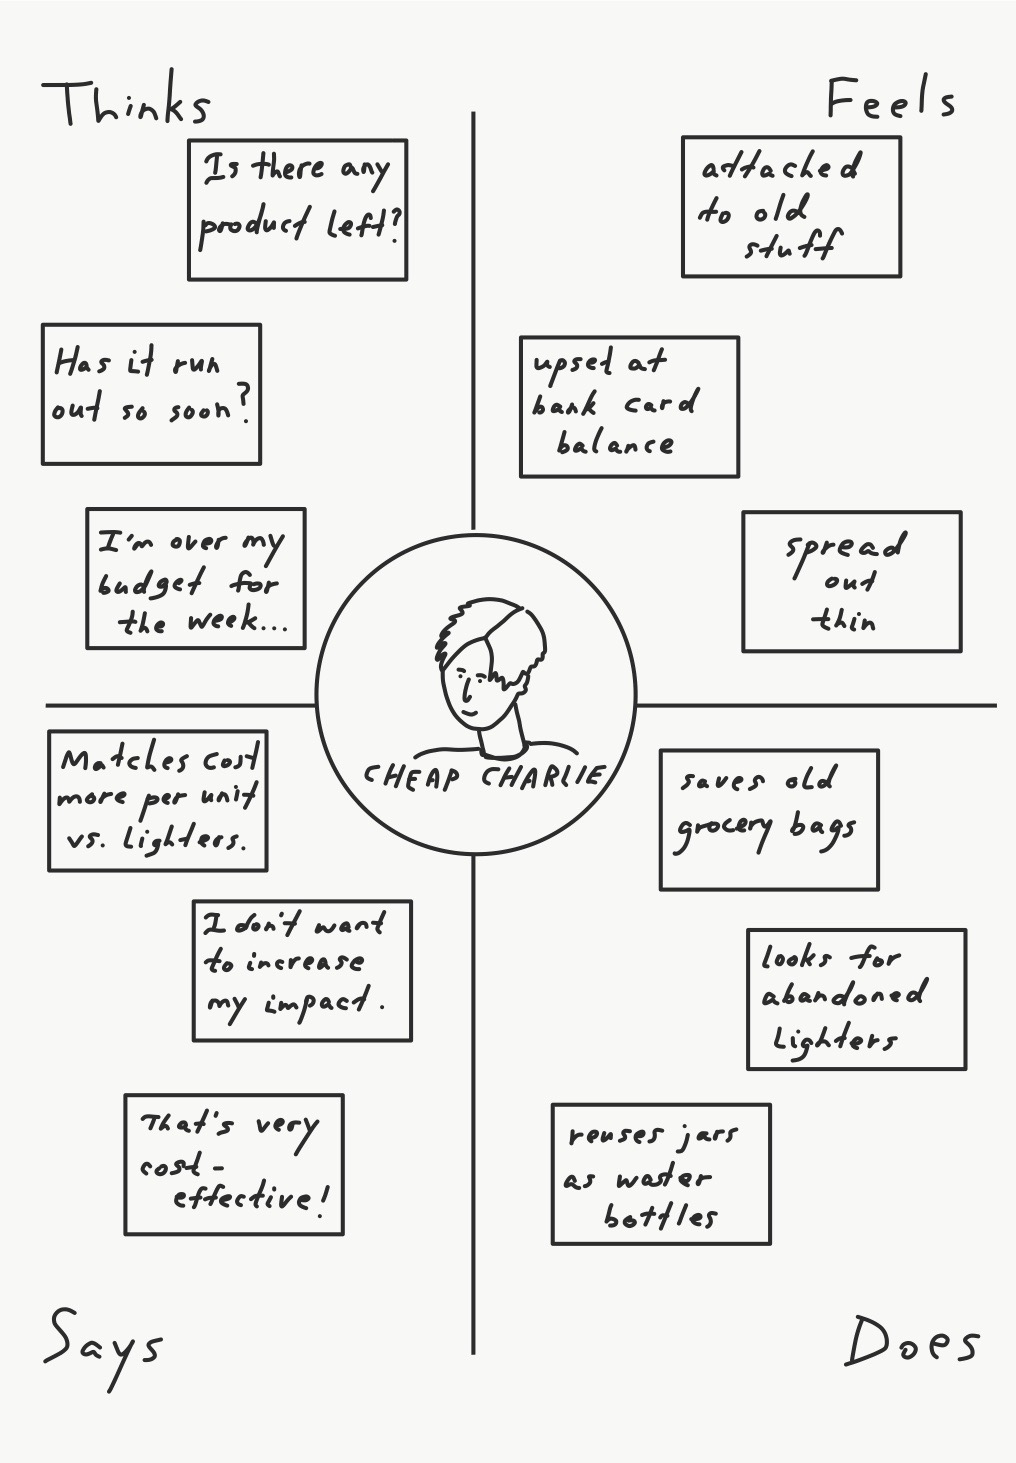 Thinks
Is there any
product left?
Has it run
out so soon?
I'm over my
budget for
the week...
Feels
attached
to old
stuff
upset at
bank card
balance
spread
out
thin
CHEAP CHARLIE
Matches cost
more per unit
vs. lighters.
I don't want
to increase
my impact.
That's very
cost-
effective!
Says
saves old
grocery bags
looks for
abandoned
lighters
reuses jars
as water
bottles
Does